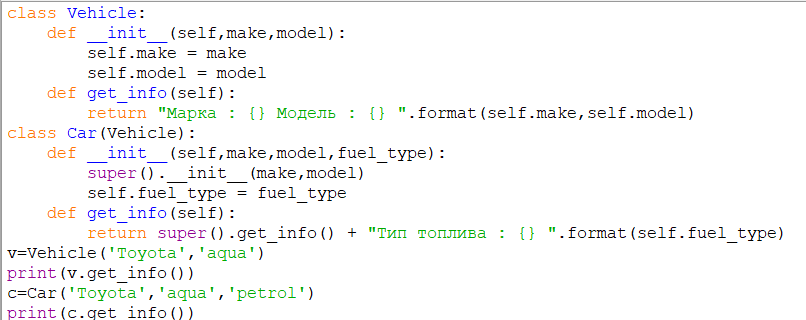 class Vehicle:
    def __init__(self,make,model):
        self.make = make
        self.model = model
    def get_info(self):
        return "Марка : {} Модель : {} ".format(self.make,self.model)
class Car(Vehicle):
    def __init__(self,make,model,fuel_type):
        super().__init__(make,model)
        self.fuel_type = fuel_type
    def get_info(self):
        return super().get_info() + "Тип топлива : {} ".format(self.fuel_type)
v=Vehicle('Toyota','aqua')
print(v.get_info())
c=Car('Toyota','aqua','petrol')
print(c.get_info())